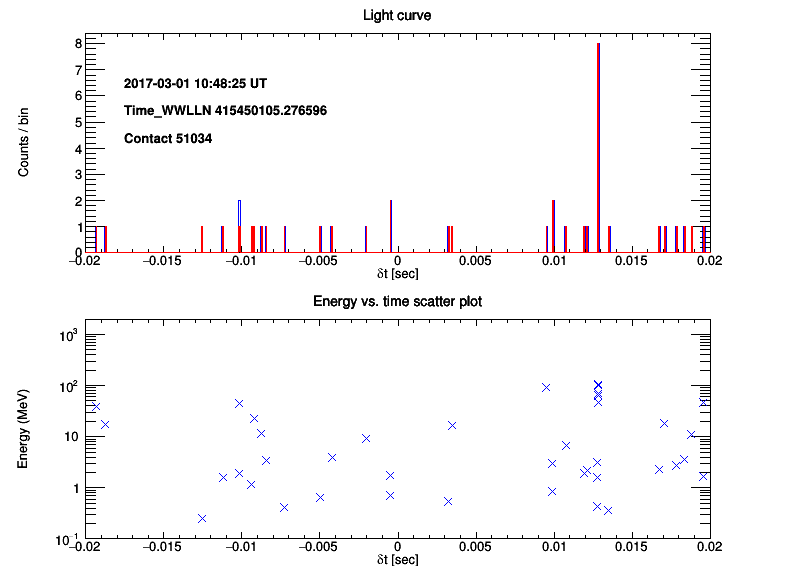 Light curve
Counts / bin
8
7
6
5
4
3
2
1
0
2017-03-01 10:48:25 UT
Time_WWLLN 415450105.276596
Contact 51034
−0.02 −0.015 −0.01 −0.005 0 0.005 0.01 0.015 0.02
δt [sec]
Energy vs. time scatter plot
Energy (MeV)
10³
10²
10
1
10⁻¹
−0.02 −0.015 −0.01 −0.005 0 0.005 0.01 0.015 0.02
δt [sec]